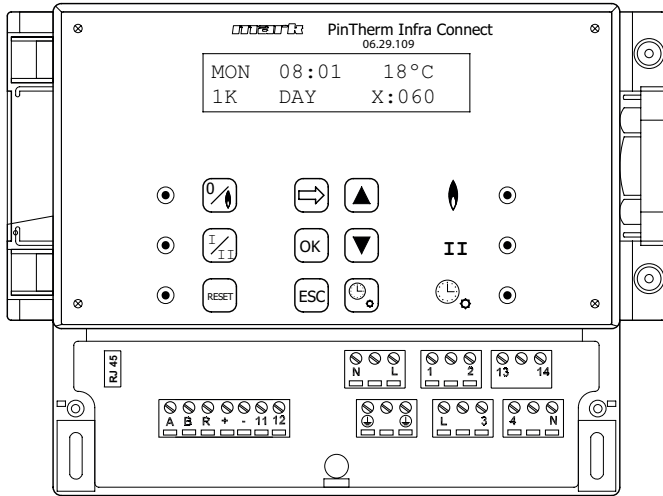 mark PinTherm Infra Connect
06.29.109
MON 08:01 18°C
1K DAY X:060
0/
I/II OK II
RESET ESC
RJ 45
N L 1 2 13 14
A B R + - 11 12
L 3 4 N